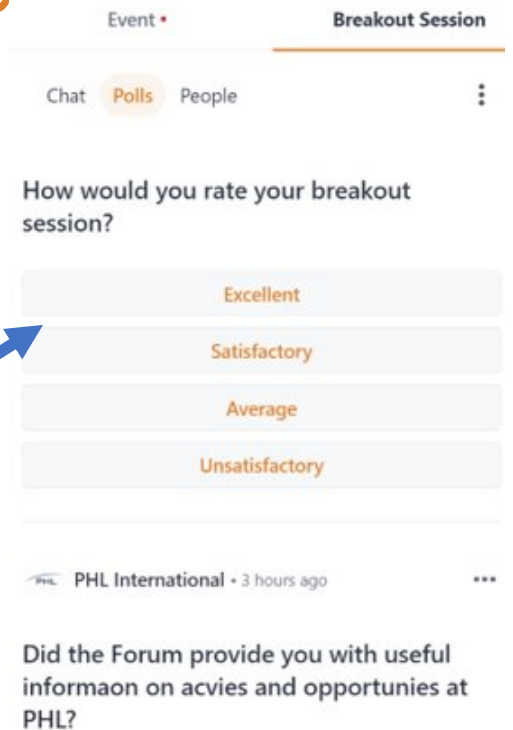 Event •
Breakout Session
Chat Polls People
How would you rate your breakout
session?
Excellent
Satisfactory
Average
Unsatisfactory
PHL PHL International • 3 hours ago
Did the Forum provide you with useful
informaon on acvies and opportunies at
PHL?